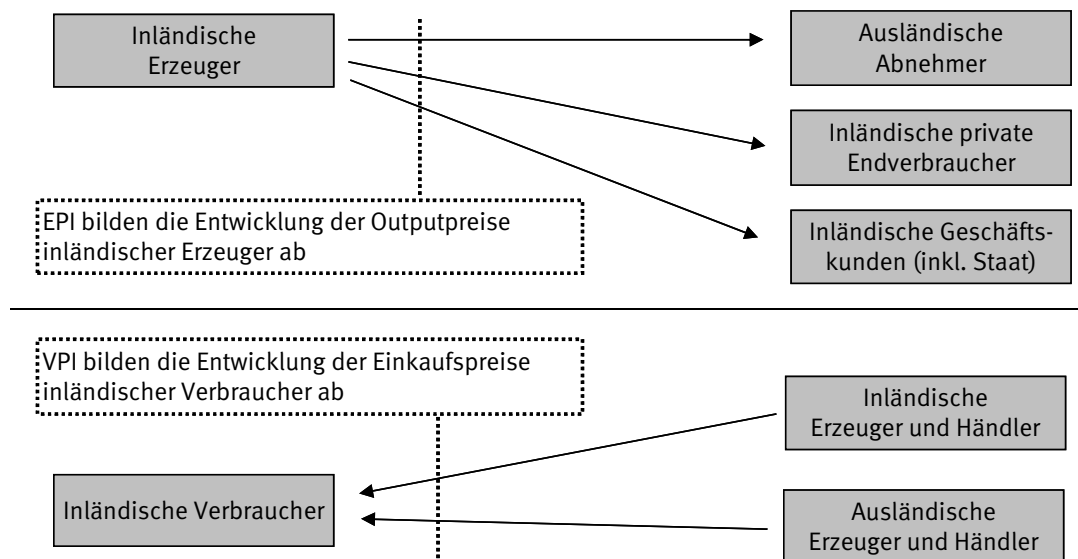 Inländische
Erzeuger
Ausländische
Abnehmer
Inländische private
Endverbraucher
EPI bilden die Entwicklung der Outputpreise
inländischer Erzeuger ab
Inländische Geschäfts-
kunden (inkl. Staat)
VPI bilden die Entwicklung der Einkaufspreise
inländischer Verbraucher ab
Inländische
Erzeuger und Händler
Inländische Verbraucher
Ausländische
Erzeuger und Händler